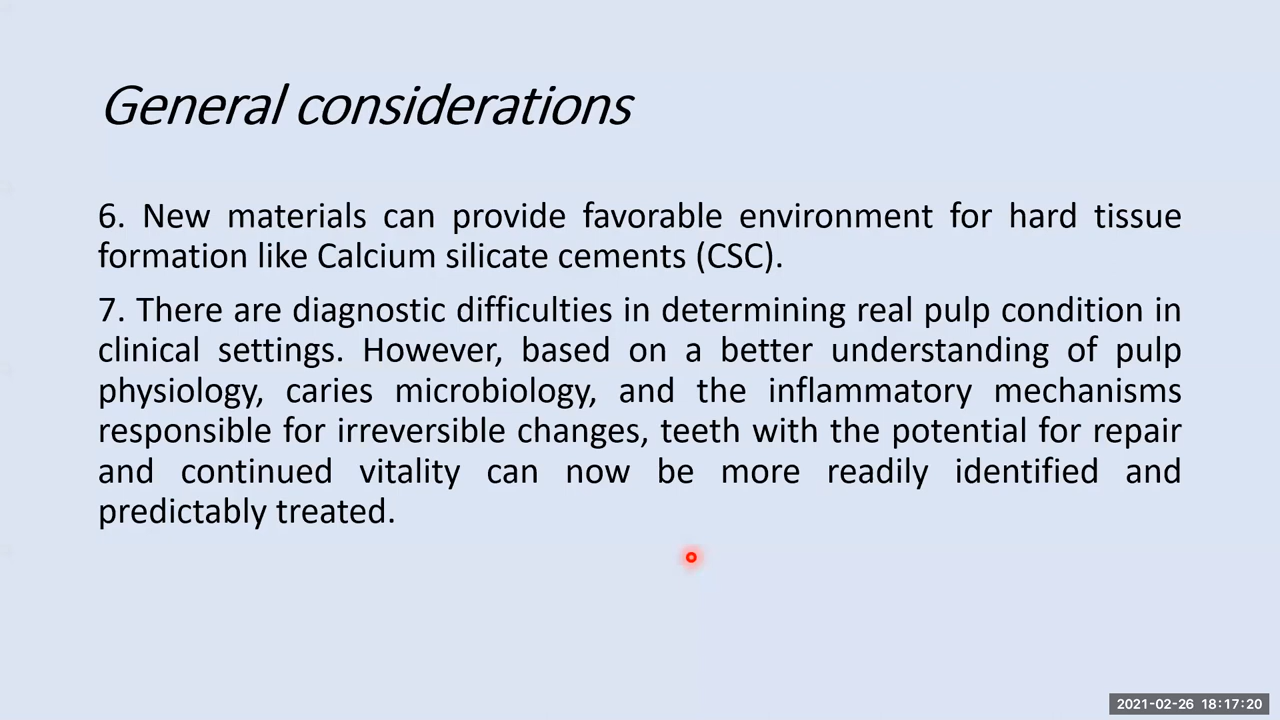 General considerations
6. New materials can provide favorable environment for hard tissue
formation like Calcium silicate cements (CSC).
7. There are diagnostic difficulties in determining real pulp condition in
clinical settings. However, based on a better understanding of pulp
physiology, caries microbiology, and the inflammatory mechanisms
responsible for irreversible changes, teeth with the potential for repair
and continued vitality can now be more readily identified and
predictably treated.
2021-02-26 18:17:20